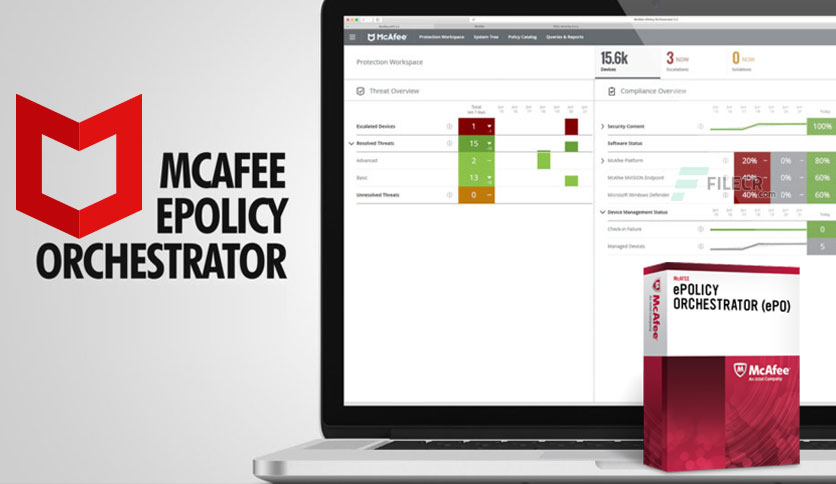 MCAFEE
EPOLICY
ORCHESTRATOR
McAfee
Protection Workspace
System Tree
Policy Catalog
Queries & Reports
Protection Workspace
15.6k
Devices
3 NOW
Escalations
0 NOW
Threat Overview
Total
Compliance Overview
Today
Escalated Devices
1
Resolved Threats
15
Advanced
2
Basic
13
Unresolved Threats
0
Security Content
100%
Software Status
McAfee Platform
20%
0%
80%
McAfee MVISION Endpoint
40%
0%
60%
Microsoft Windows Defender
40%
0%
60%
FILECR
.com
Device Management Status
Today
Check-in Failure
0
Managed Devices
5
MCAFEE
ePOLICY
ORCHESTRATOR (ePO)
McAfee
McAfee
An Intel Company